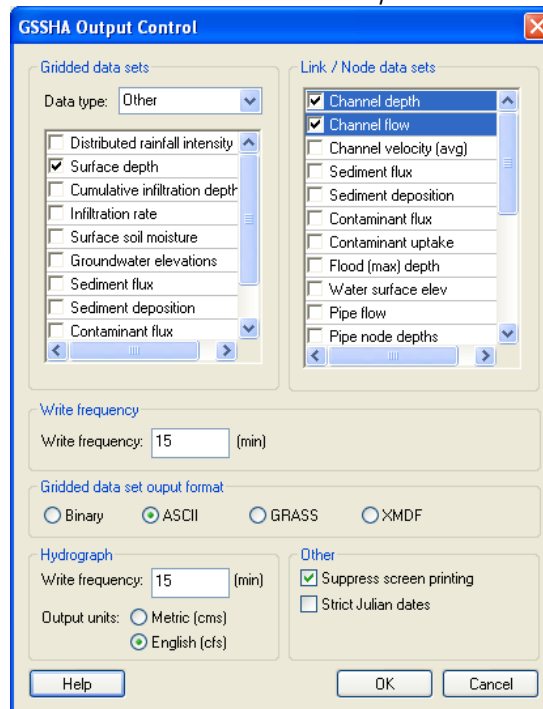 GSSHA Output Control
Gridded data sets
Data type: Other
Distributed rainfall intensity
Surface depth
Cumulative infiltration depth
Infiltration rate
Surface soil moisture
Groundwater elevations
Sediment flux
Sediment deposition
Contaminant flux
Link / Node data sets
Channel depth
Channel flow
Channel velocity (avg)
Sediment flux
Sediment deposition
Contaminant flux
Contaminant uptake
Flood (max) depth
Water surface elev
Pipe flow
Pipe node depths
Write frequency
Write frequency: 15 (min)
Gridded data set ouput format
Binary ASCII GRASS XMDF
Hydrograph
Write frequency: 15 (min)
Output units: Metric (cms)
English (cfs)
Other
Suppress screen printing
Strict Julian dates
Help OK Cancel